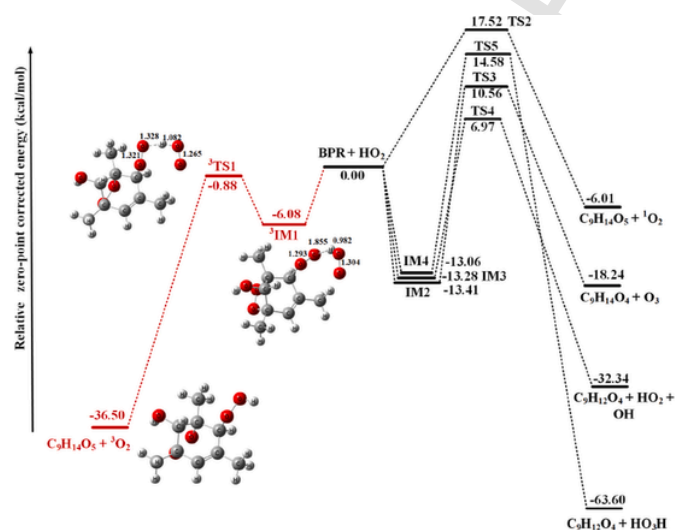 Relative zero-point corrected energy (kcal/mol)
17.52 TS2
TS5
14.58
TS3
10.56
TS4
6.97
BPR + HO2
0.00
1.328
1.082
1.321
1.265
³TS1
-0.88
-6.08
³IM1
1.855
0.982
1.293
1.304
IM4
-13.06
-13.28 IM3
IM2
-13.41
-6.01
C9H14O5 + ¹O2
-18.24
C9H14O4 + O3
-32.34
C9H12O4 + HO2 +
OH
-36.50
C9H14O5 + ³O2
-63.60
C9H12O4 + HO3H